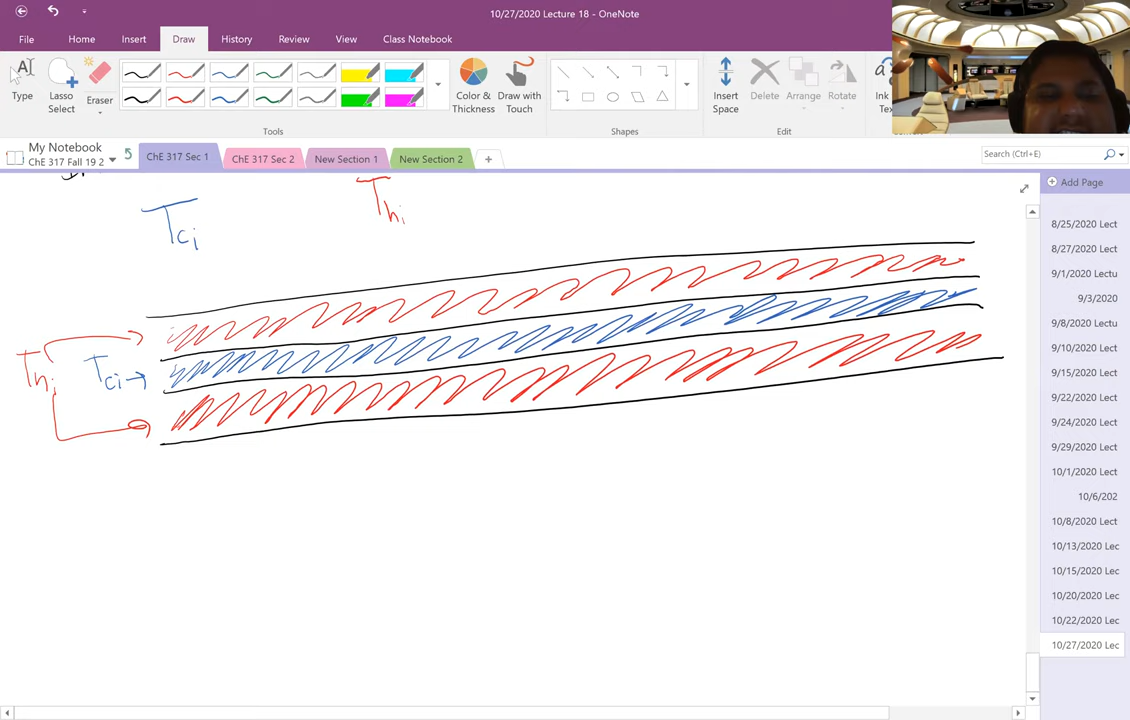 10/27/2020 Lecture 18 - OneNote
File Home Insert Draw History Review View Class Notebook
Type
Lasso Select
Eraser
Color & Thickness
Draw with Touch
Insert Space
Delete
Arrange
Rotate
Tools
Shapes
Edit
My Notebook
ChE 317 Fall 19 2
ChE 317 Sec 1
ChE 317 Sec 2
New Section 1
New Section 2
+
Search (Ctrl+E)
Add Page
8/25/2020 Lect
8/27/2020 Lect
9/1/2020 Lectu
9/3/2020
9/8/2020 Lectu
9/10/2020 Lect
9/15/2020 Lect
9/22/2020 Lect
9/24/2020 Lect
9/29/2020 Lect
10/1/2020 Lect
10/6/202
10/8/2020 Lect
10/13/2020 Lec
10/15/2020 Lec
10/20/2020 Lec
10/22/2020 Lec
10/27/2020 Lec
Tci
Thi
Thi
Tci